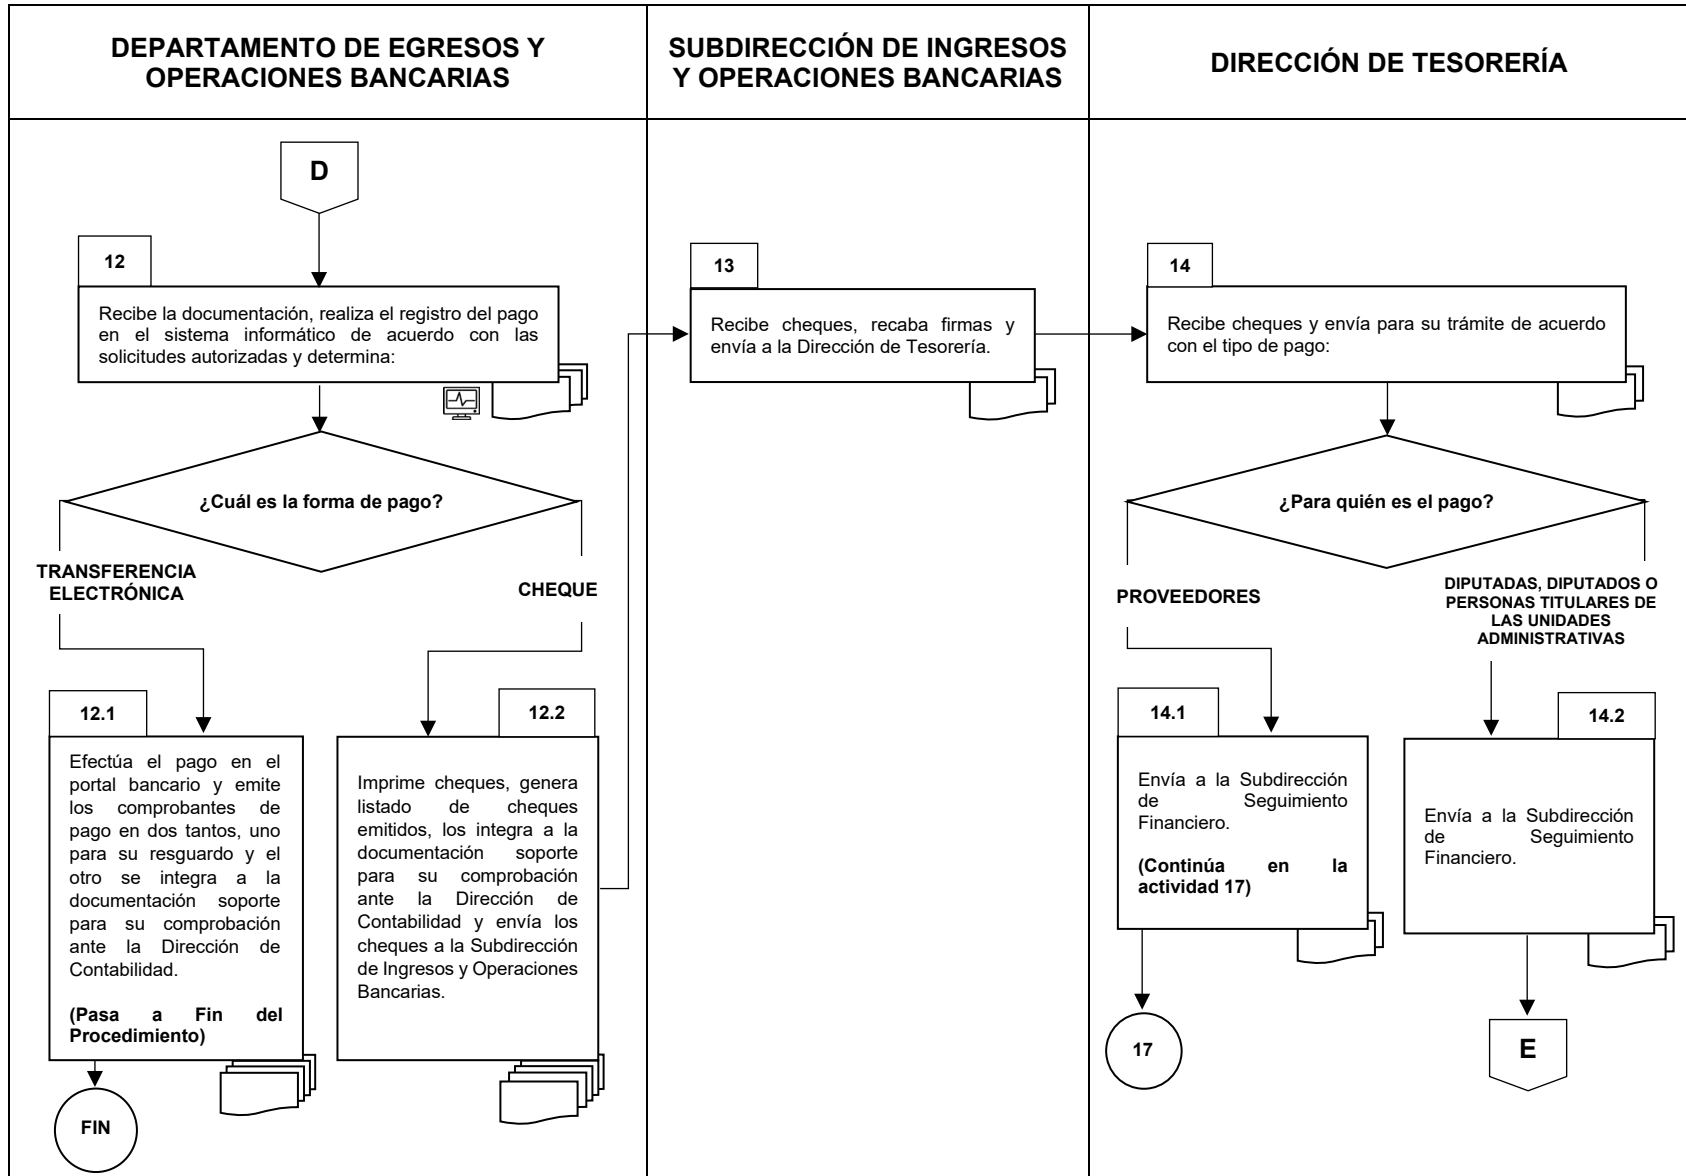 DEPARTAMENTO DE EGRESOS Y
OPERACIONES BANCARIAS
SUBDIRECCIÓN DE INGRESOS
Y OPERACIONES BANCARIAS
DIRECCIÓN DE TESORERÍA
D
12
Recibe la documentación, realiza el registro del pago
en el sistema informático de acuerdo con las
solicitudes autorizadas y determina:
¿Cuál es la forma de pago?
TRANSFERENCIA
ELECTRÓNICA
CHEQUE
12.1
Efectúa el pago en el
portal bancario y emite
los comprobantes de
pago en dos tantos, uno
para su resguardo y el
otro se integra a la
documentación soporte
para su comprobación
ante la Dirección de
Contabilidad.
(Pasa a Fin del
Procedimiento)
FIN
12.2
Imprime cheques, genera
listado de cheques
emitidos, los integra a la
documentación soporte
para su comprobación
ante la Dirección de
Contabilidad y envía los
cheques a la Subdirección
de Ingresos y Operaciones
Bancarias.
13
Recibe cheques, recaba firmas y
envía a la Dirección de Tesorería.
14
Recibe cheques y envía para su trámite de acuerdo
con el tipo de pago:
¿Para quién es el pago?
PROVEEDORES
DIPUTADAS, DIPUTADOS O
PERSONAS TITULARES DE
LAS UNIDADES
ADMINISTRATIVAS
14.1
Envía a la Subdirección
de Seguimiento
Financiero.
(Continúa en la
actividad 17)
17
14.2
Envía a la Subdirección
de Seguimiento
Financiero.
E